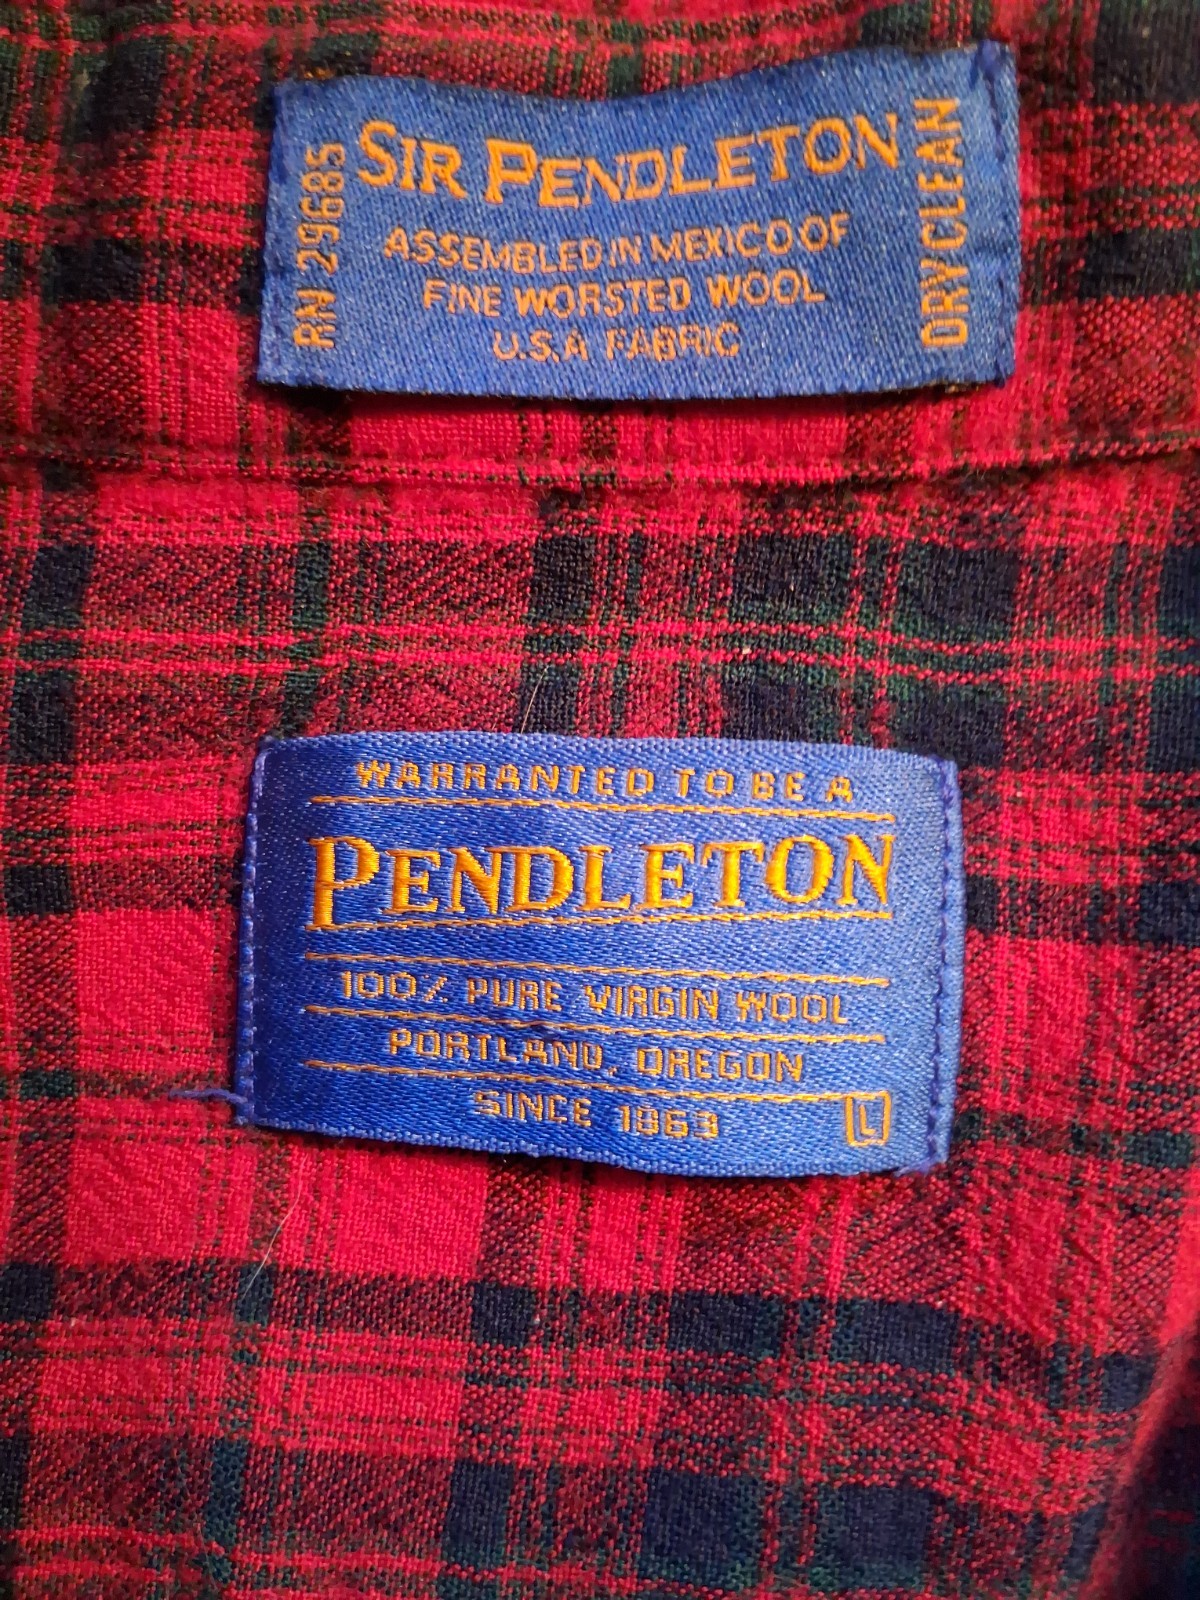 RN 29685
SIR PENDLETON
ASSEMBLED IN MEXICO OF
FINE WORSTED WOOL
U.S.A FABRIC
DRY CLEAN
WARRANTED TO BE A
PENDLETON
100% PURE VIRGIN WOOL
PORTLAND, OREGON
SINCE 1863
L